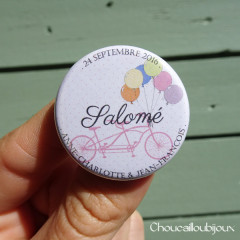 24 SEPTEMBRE 2016
Salomé
ANNE-CHARLOTTE & JEAN-FRANÇOIS
Choucailloubijoux